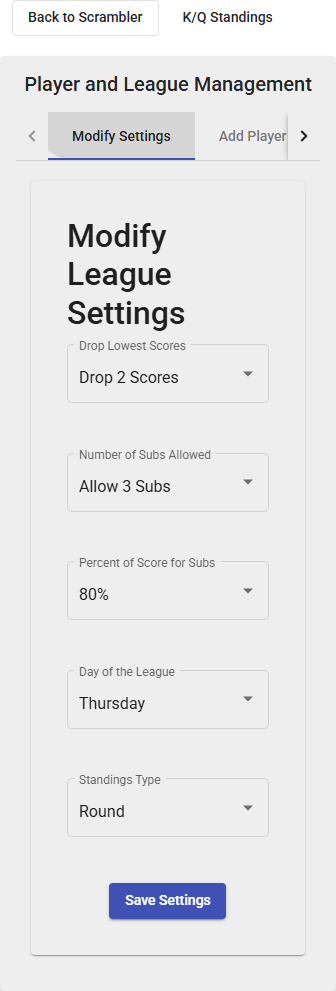 Back to Scrambler
K/Q Standings
Player and League Management
Modify Settings
Add Player
Modify
League
Settings
Drop Lowest Scores
Drop 2 Scores
Number of Subs Allowed
Allow 3 Subs
Percent of Score for Subs
80%
Day of the League
Thursday
Standings Type
Round
Save Settings